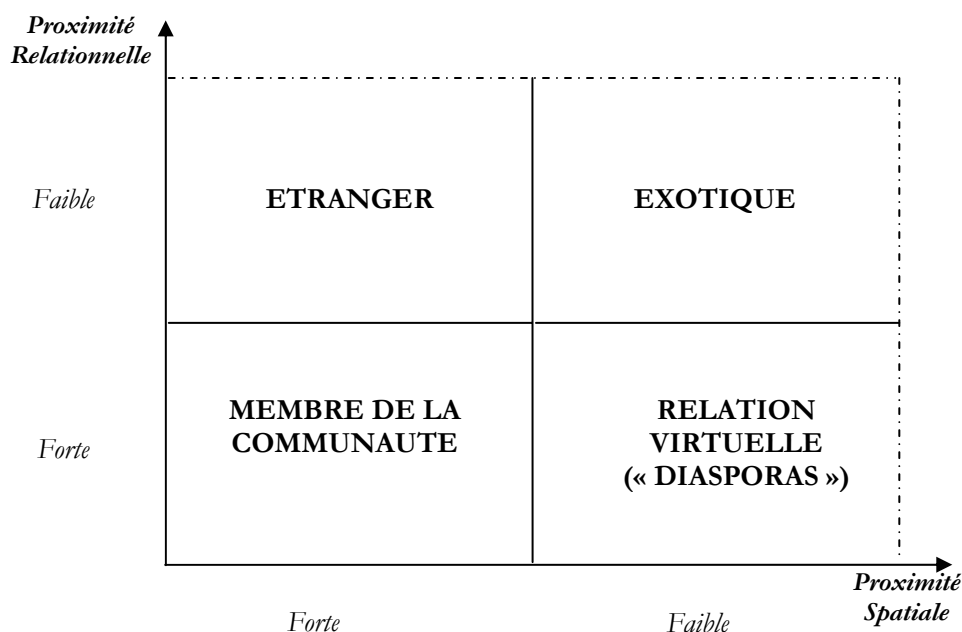 Proximité
Relationnelle
Faible
ETRANGER
EXOTIQUE
Forte
MEMBRE DE LA
COMMUNAUTE
RELATION
VIRTUELLE
(« DIASPORAS »)
Proximité
Spatiale
Forte
Faible